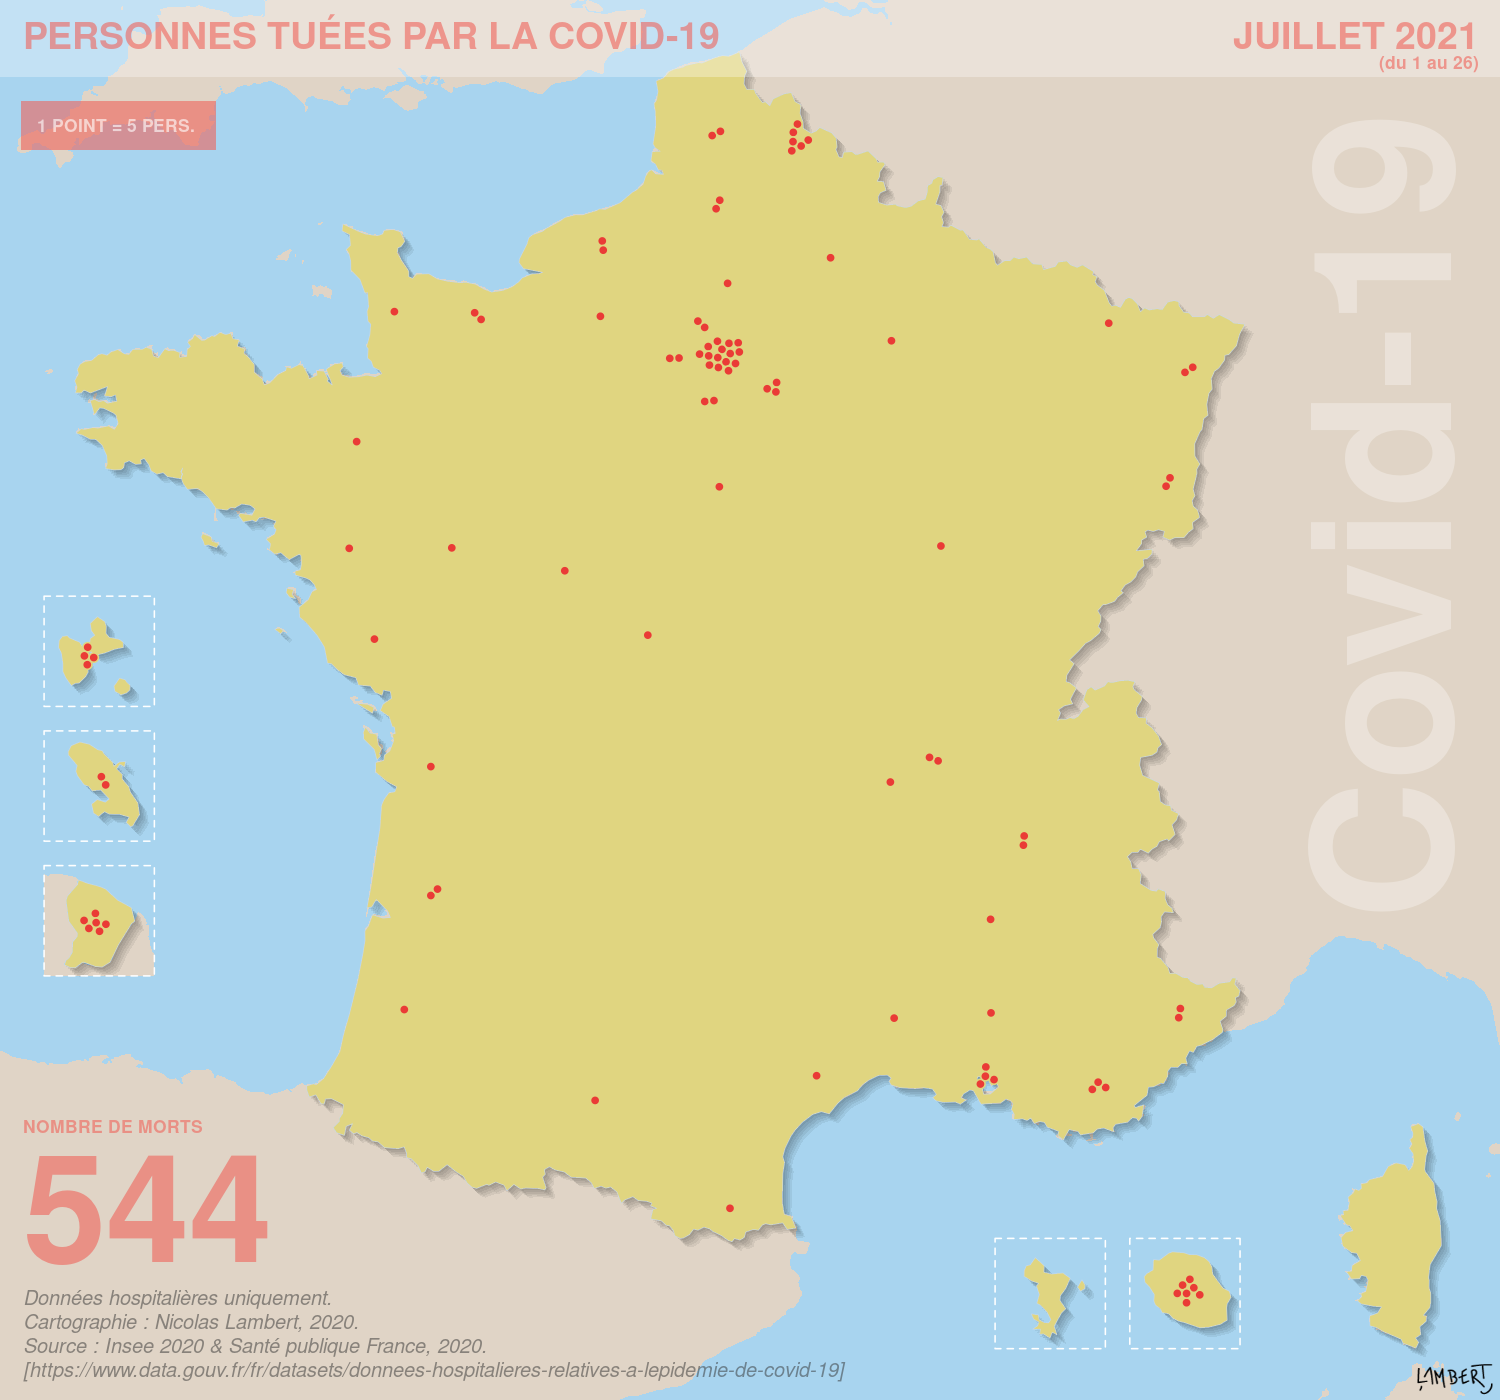 PERSONNES TUÉES PAR LA COVID-19
JUILLET 2021
(du 1 au 26)
1 POINT = 5 PERS.
Covid-19
NOMBRE DE MORTS
544
Données hospitalières uniquement.
Cartographie : Nicolas Lambert, 2020.
Source : Insee 2020 & Santé publique France, 2020.
[https://www.data.gouv.fr/fr/datasets/donnees-hospitalieres-relatives-a-lepidemie-de-covid-19]
LAMBERT